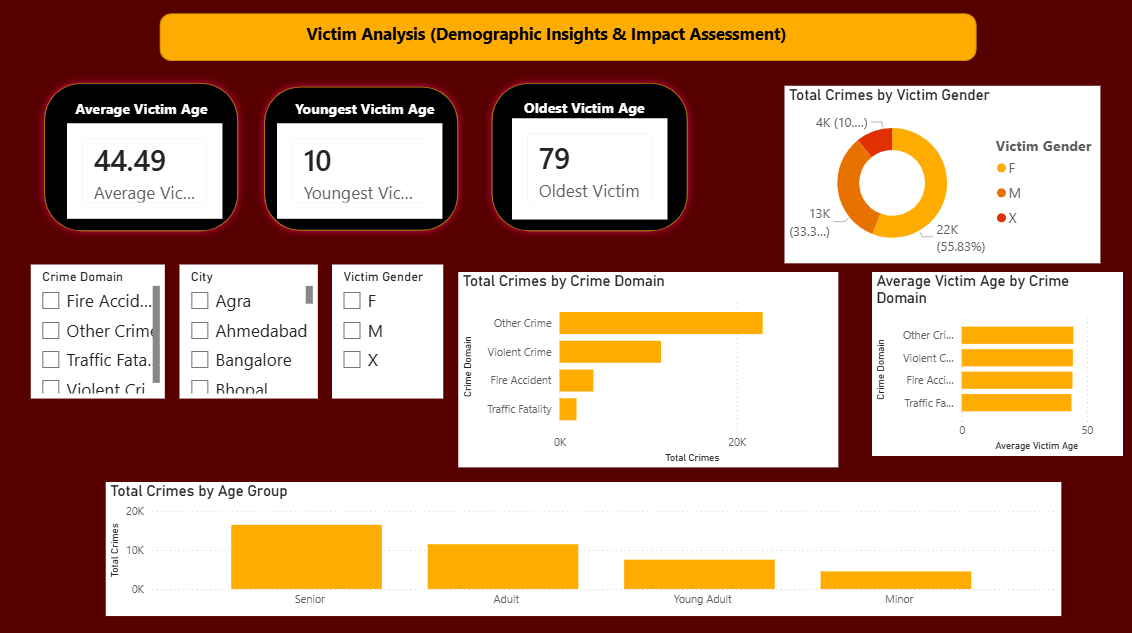 Victim Analysis (Demographic Insights & Impact Assessment)
Average Victim Age
44.49
Average Vic...
Youngest Victim Age
10
Youngest Vic...
Oldest Victim Age
79
Oldest Victim
Total Crimes by Victim Gender
4K (10....)
13K
(33.3...)
22K
(55.83%)
Victim Gender
F
M
X
Crime Domain
Fire Accid...
Other Crime
Traffic Fata...
Violent Cri
City
Agra
Ahmedabad
Bangalore
Bhopal
Victim Gender
F
M
X
Total Crimes by Crime Domain
Crime Domain
Other Crime
Violent Crime
Fire Accident
Traffic Fatality
0K
20K
Total Crimes
Average Victim Age by Crime
Domain
Crime Domain
Other Cri...
Violent C...
Fire Acci...
Traffic Fa...
0
50
Average Victim Age
Total Crimes by Age Group
Total Crimes
20K
10K
0K
Senior
Adult
Young Adult
Minor